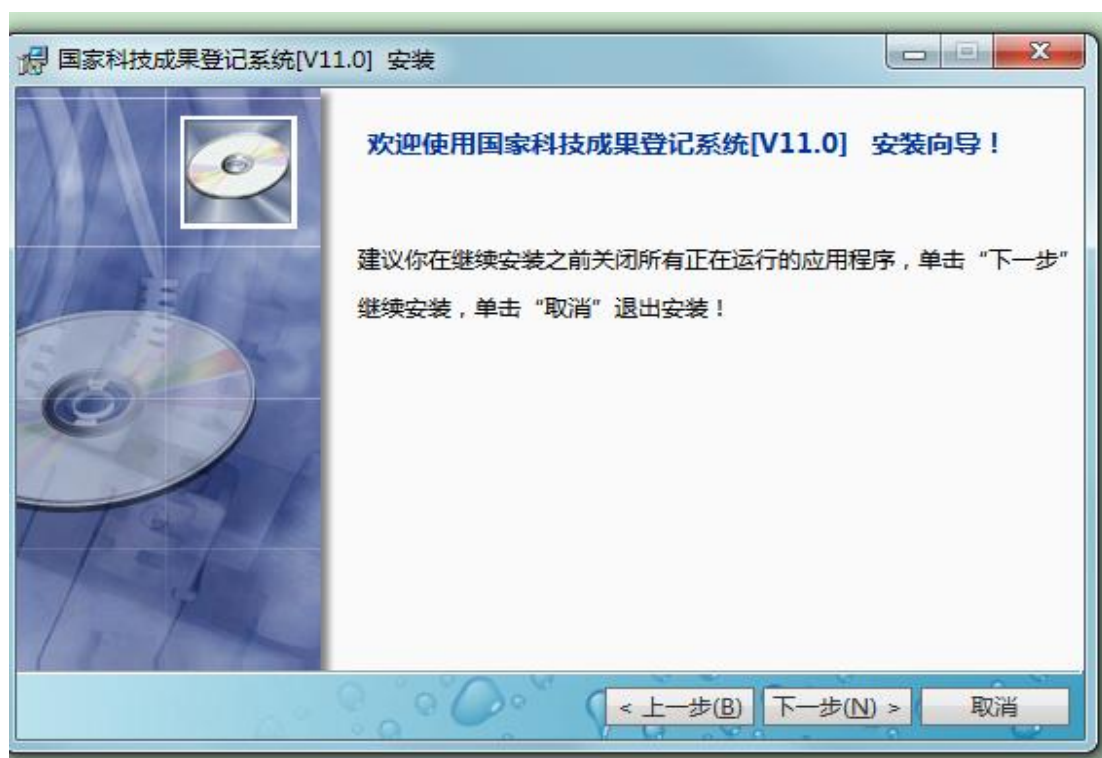 国家科技成果登记系统[V11.0] 安装
欢迎使用国家科技成果登记系统[V11.0] 安装向导！
建议你在继续安装之前关闭所有正在运行的应用程序，单击“下一步”
继续安装，单击“取消”退出安装！
< 上一步(B) 下一步(N) > 取消